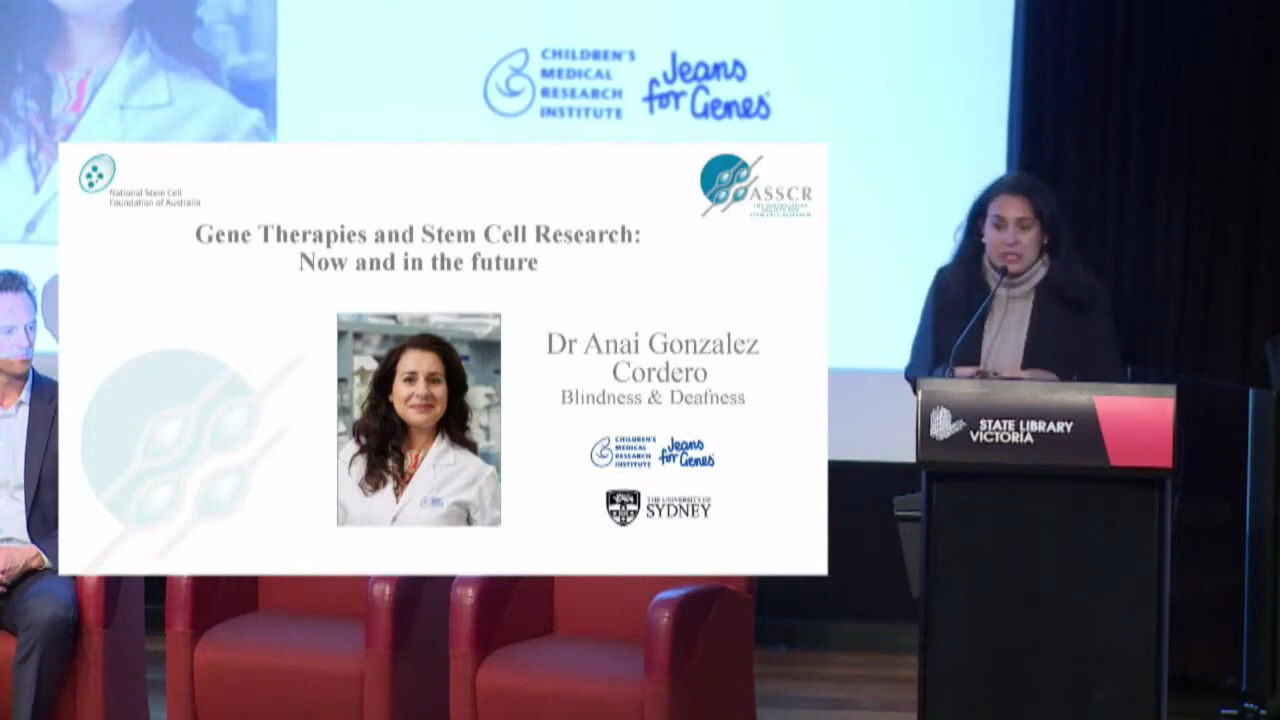 CHILDREN'S
MEDICAL
RESEARCH
INSTITUTE
Jeans
for Genes
National Stem Cell
Foundation of Australia
ASSCR
Gene Therapies and Stem Cell Research:
Now and in the future
Dr Anai Gonzalez
Cordero
Blindness & Deafness
CHILDREN'S
MEDICAL
RESEARCH
INSTITUTE
Jeans
for Genes
THE UNIVERSITY OF
SYDNEY
STATE LIBRARY
VICTORIA